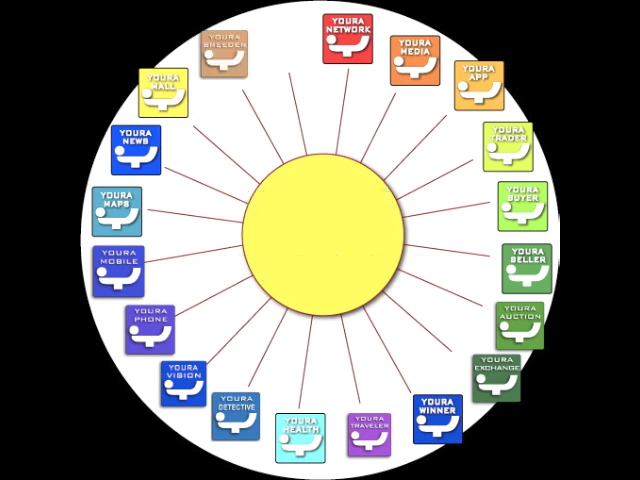 YOURA
NETWORK
YOURA
MEDIA
YOURA
APP
YOURA
TRADER
YOURA
BUYER
YOURA
SELLER
YOURA
AUCTION
YOURA
EXCHANGE
YOURA
WINNER
YOURA
TRAVELER
YOURA
HEALTH
YOURA
DETECTIVE
YOURA
VISION
YOURA
PHONE
YOURA
MOBILE
YOURA
MAPS
YOURA
NEWS
YOURA
MALL
YOURA
BREEDER